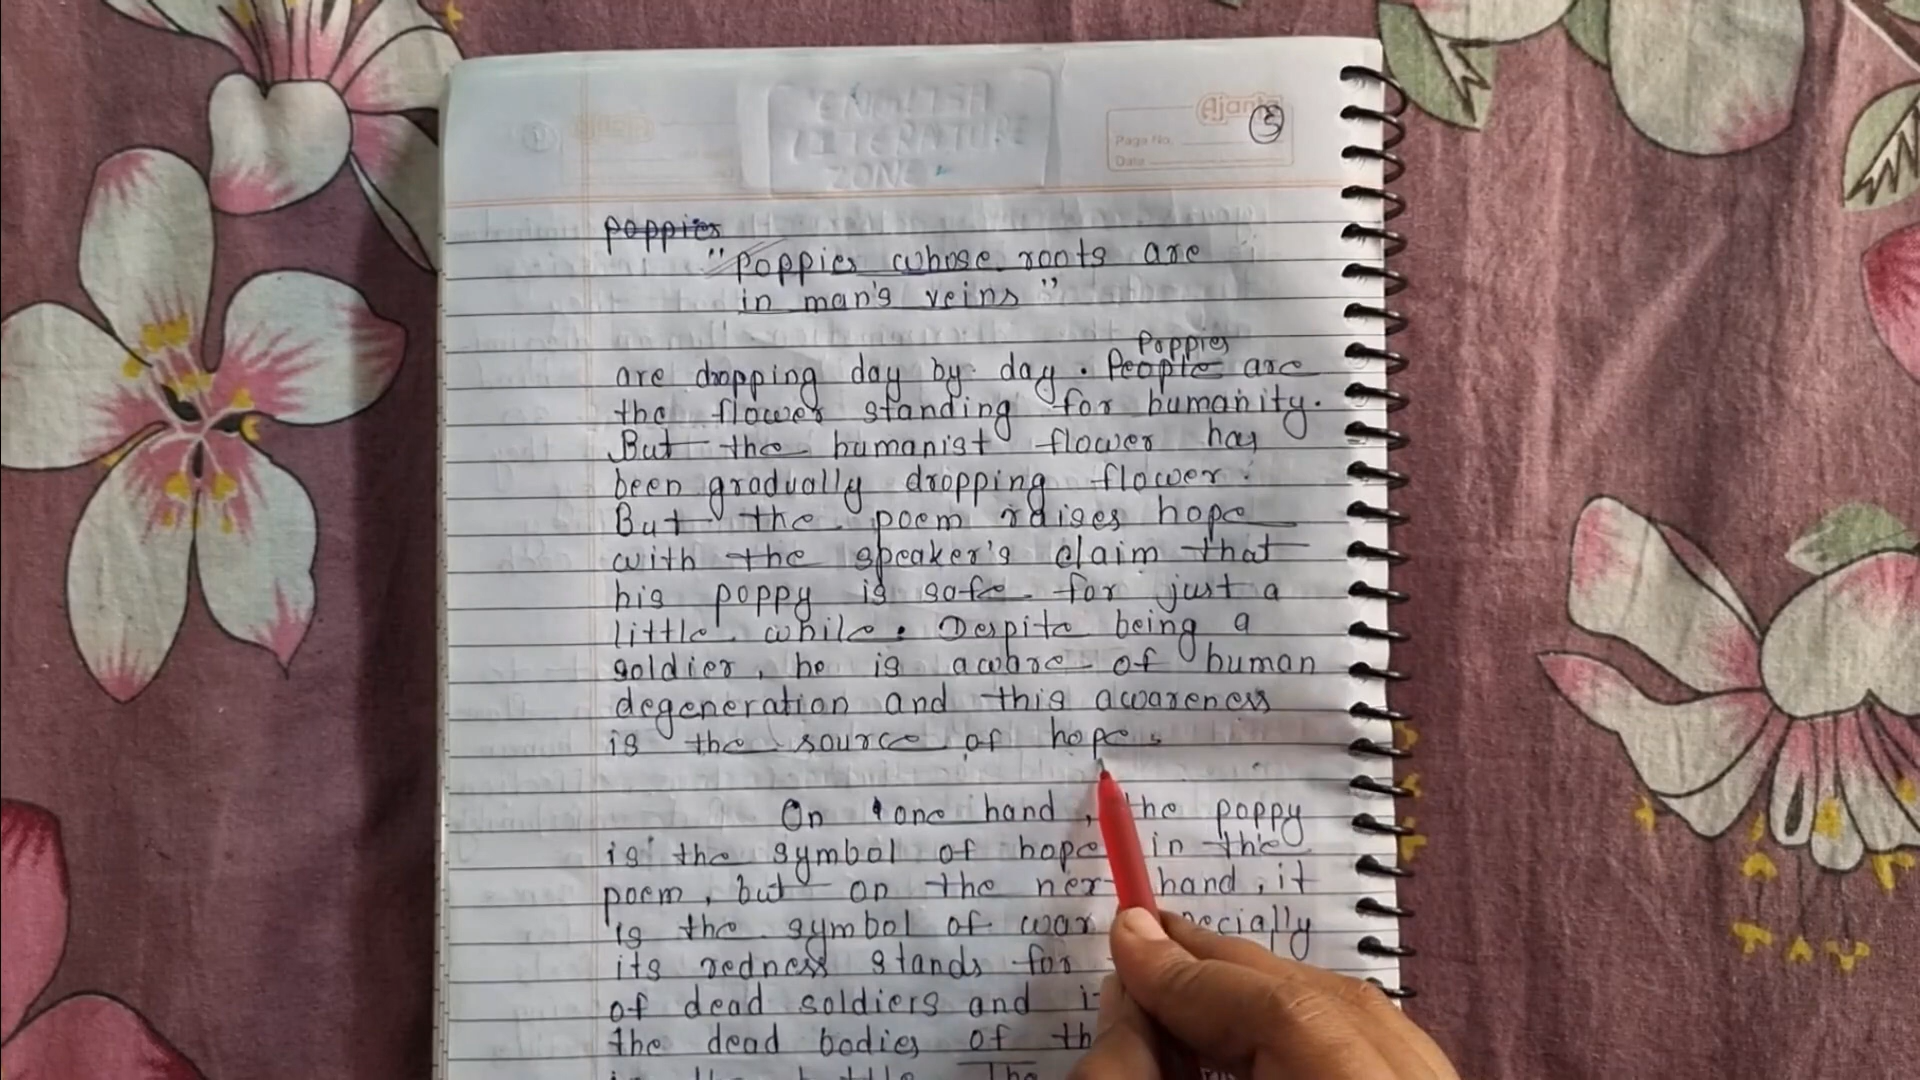 ENGLISH
LITERATURE
ZONE
Ajanta
5
Page No.
Date
poppies
"poppies whose roots are
in man's veins"
Poppies
are dropping day by day. People are
the flower standing for humanity.
But the humanist flower has
been gradually dropping flower.
But the poem raises hope
with the speaker's claim that
his poppy is safe for just a
little while. Despite being a
soldier, he is aware of human
degeneration and this awareness
is the source of hope.
On one hand, the poppy
is the symbol of hope in the
poem, but on the hand, it
is the symbol of war
its redness stands for
of dead soldiers and
the dead bodies of
The